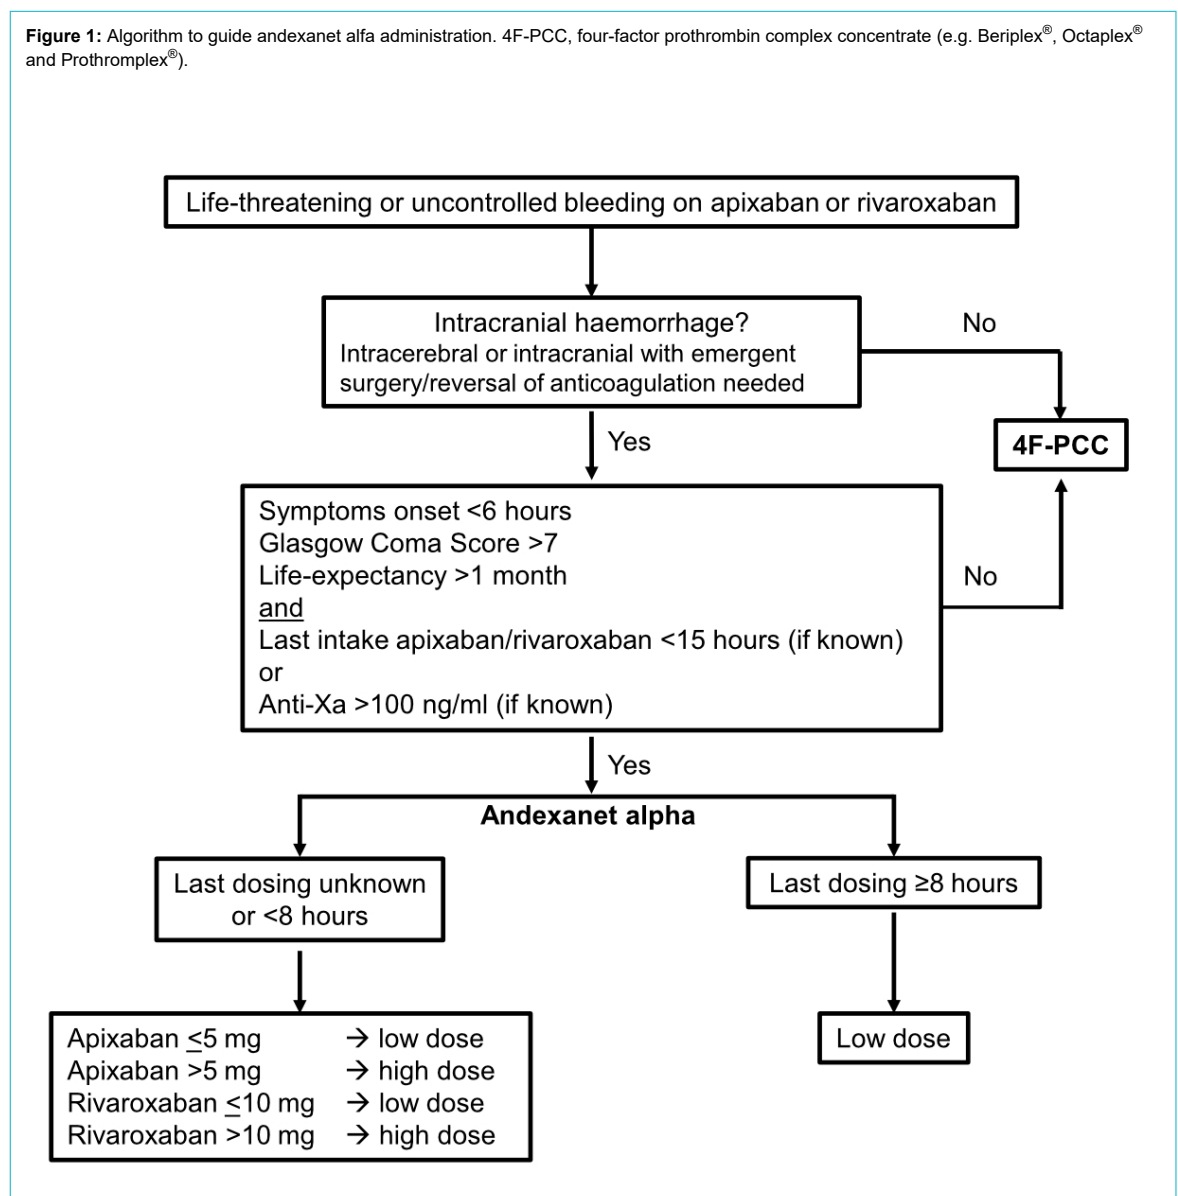 Figure 1: Algorithm to guide andexanet alfa administration. 4F-PCC, four-factor prothrombin complex concentrate (e.g. Beriplex®, Octaplex®
and Prothromplex®).
Life-threatening or uncontrolled bleeding on apixaban or rivaroxaban
Intracranial haemorrhage?
Intracerebral or intracranial with emergent
surgery/reversal of anticoagulation needed
No
4F-PCC
Yes
Symptoms onset <6 hours
Glasgow Coma Score >7
Life-expectancy >1 month
and
Last intake apixaban/rivaroxaban <15 hours (if known)
or
Anti-Xa >100 ng/ml (if known)
No
Yes
Andexanet alpha
Last dosing unknown
or <8 hours
Last dosing ≥8 hours
Apixaban ≤5 mg → low dose
Apixaban >5 mg → high dose
Rivaroxaban ≤10 mg → low dose
Rivaroxaban >10 mg → high dose
Low dose